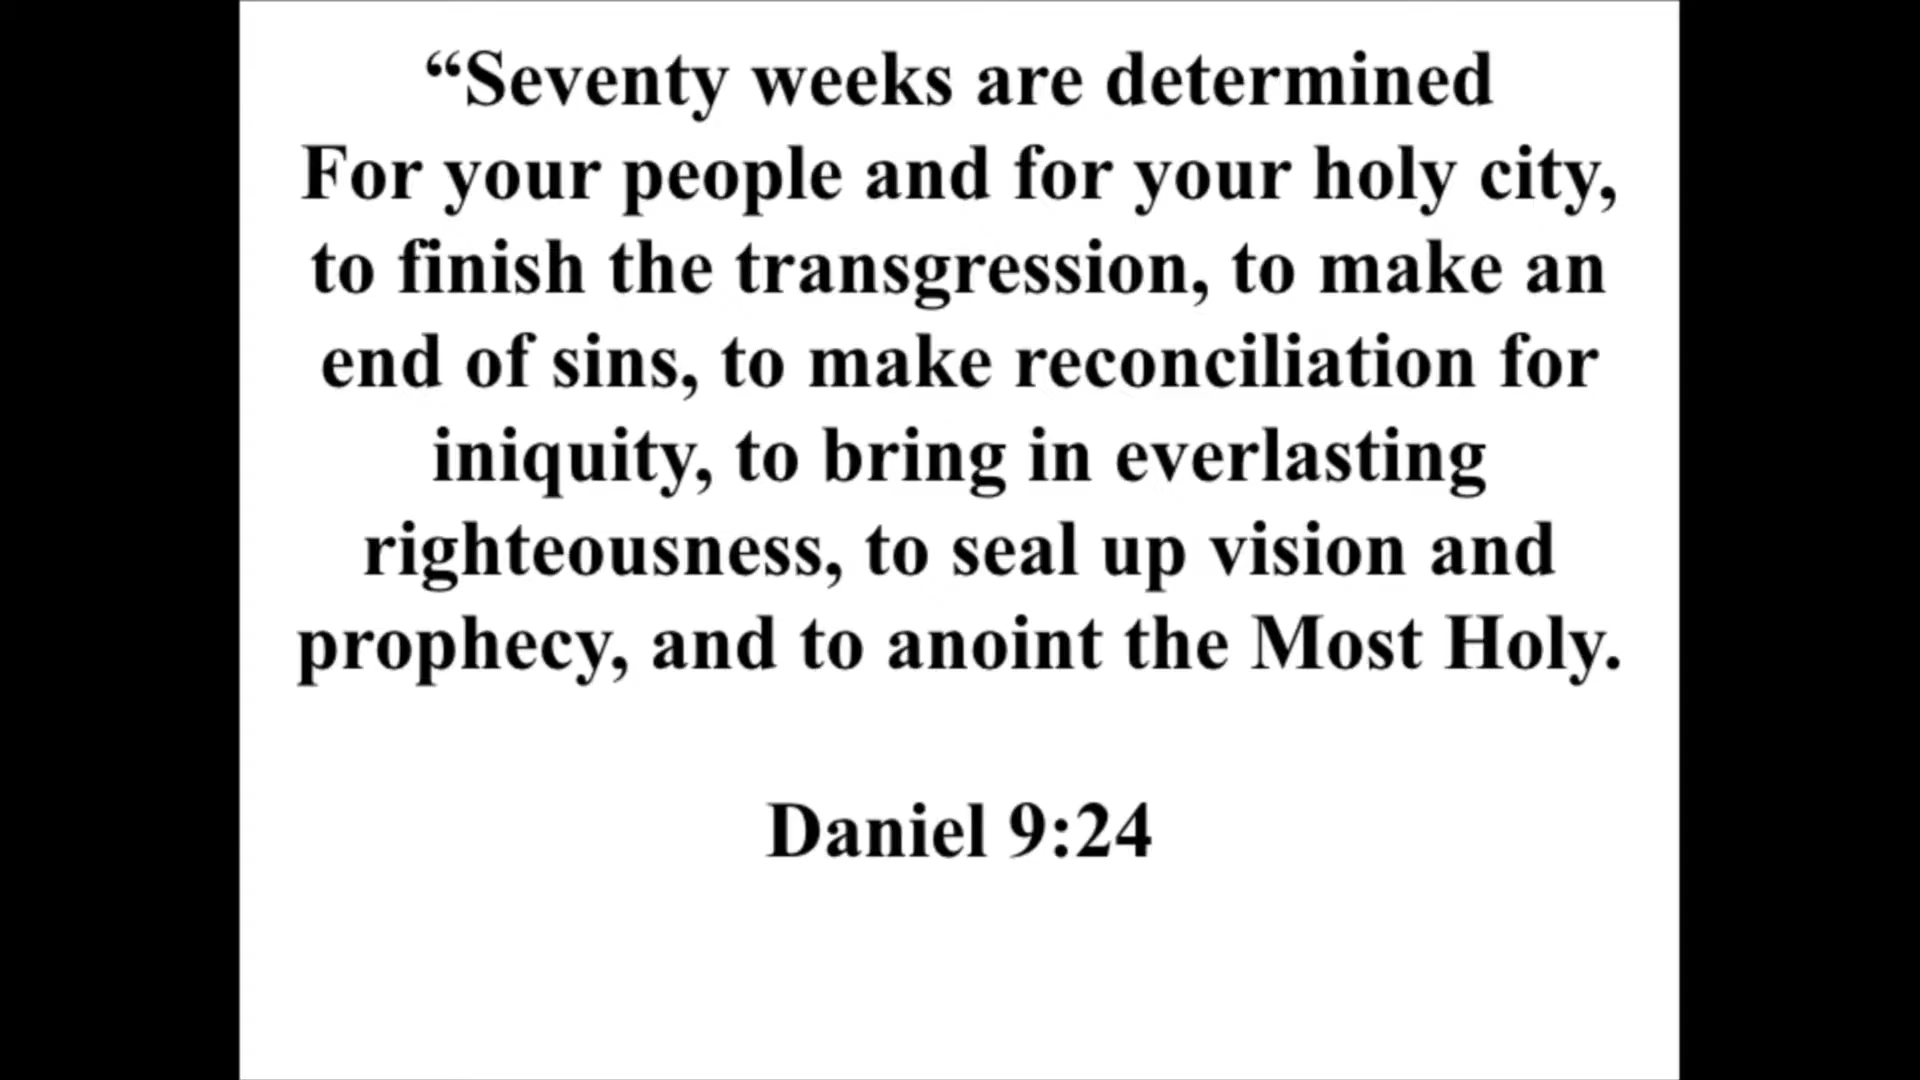 “Seventy weeks are determined
For your people and for your holy city,
to finish the transgression, to make an
end of sins, to make reconciliation for
iniquity, to bring in everlasting
righteousness, to seal up vision and
prophecy, and to anoint the Most Holy.
Daniel 9:24